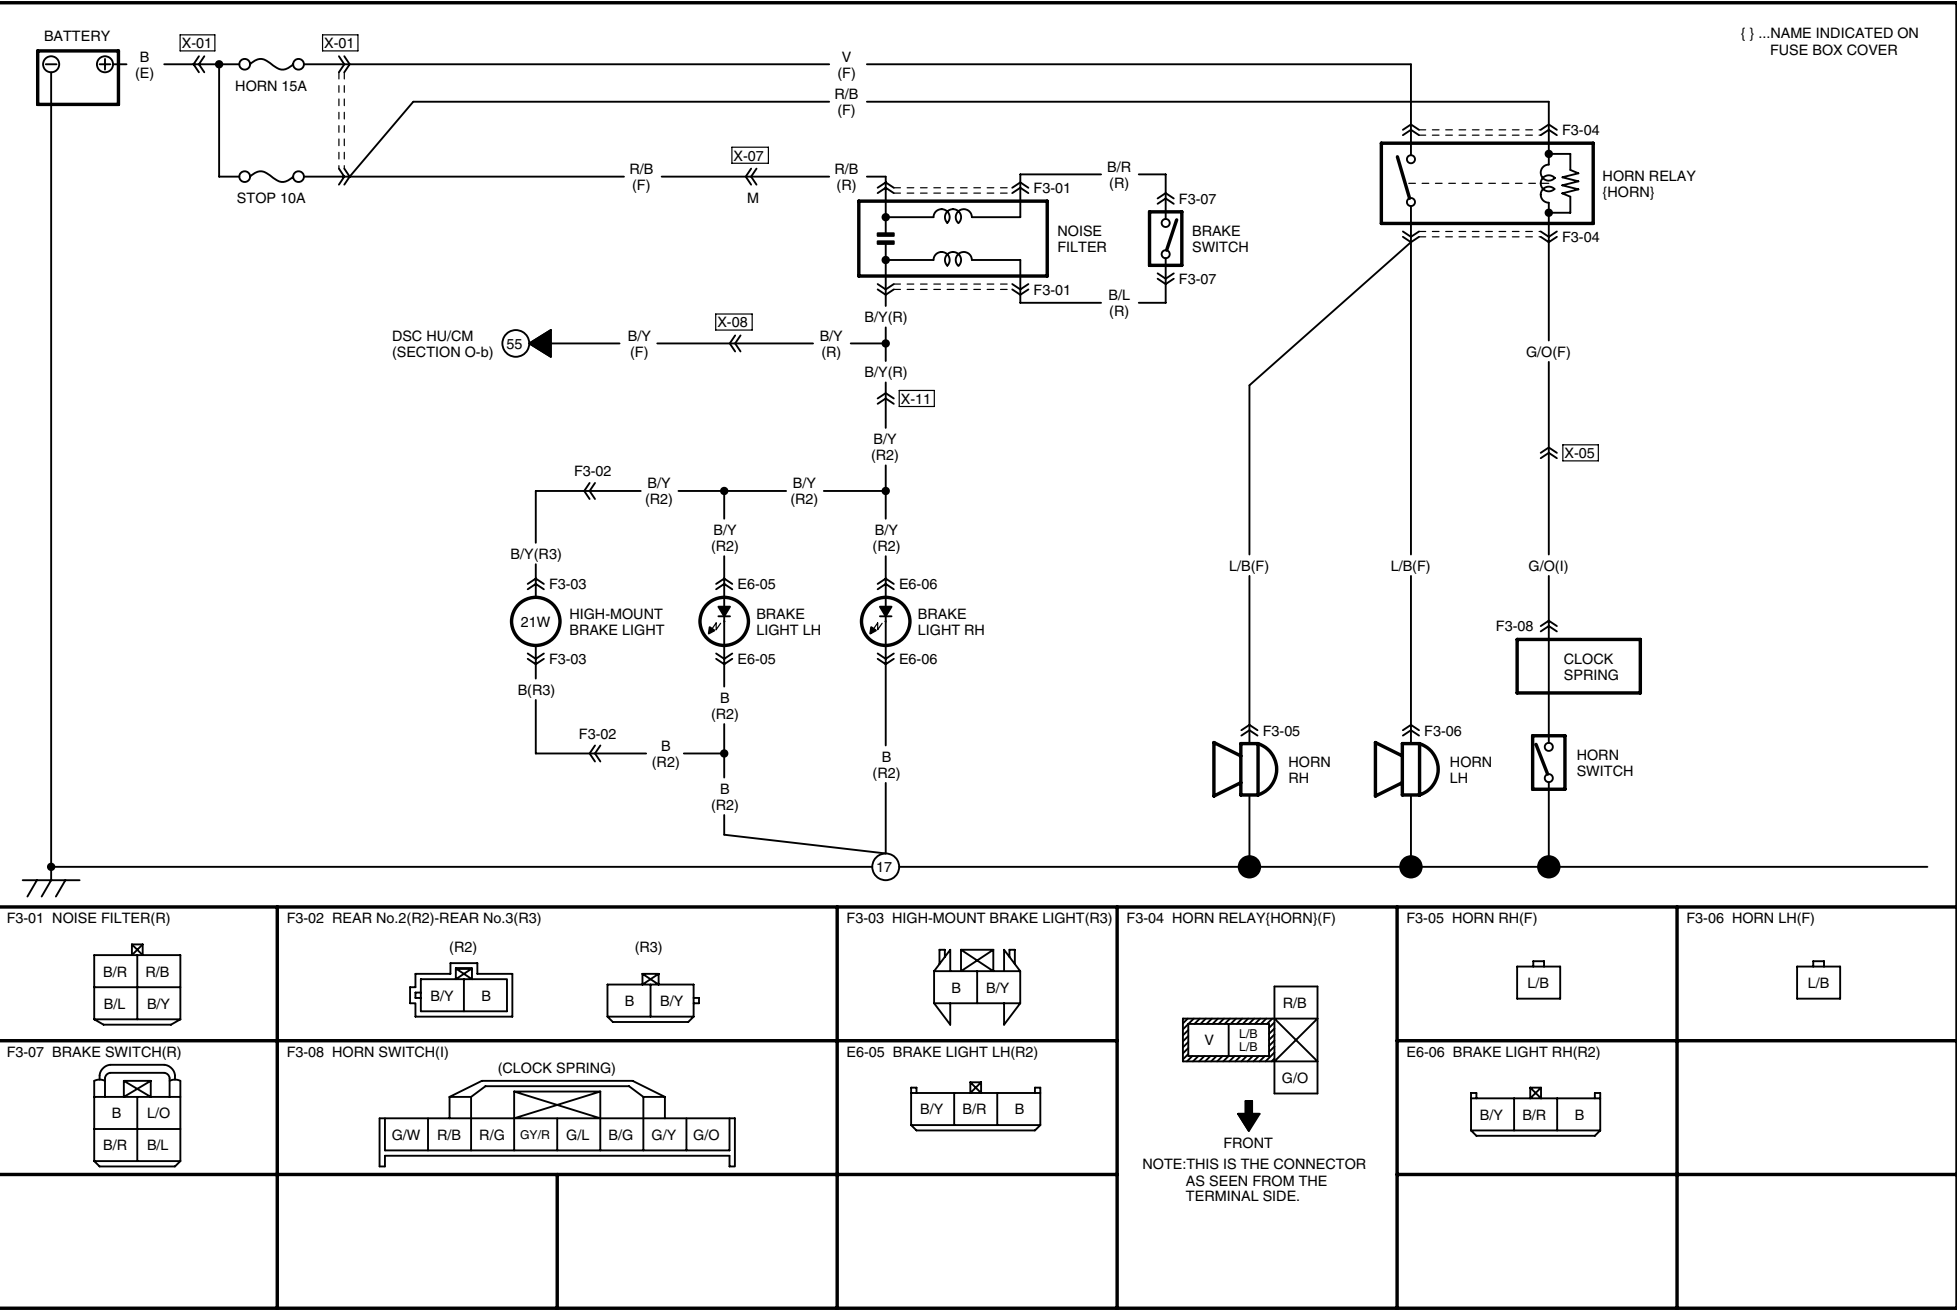 BATTERY
B
(E)
X-01
X-01
HORN 15A
STOP 10A
V
(F)
R/B
(F)
{ } ...NAME INDICATED ON
FUSE BOX COVER
F3-04
HORN RELAY
{HORN}
F3-04
R/B
(F)
X-07
M
R/B
(R)
F3-01
B/R
(R)
F3-07
NOISE
FILTER
BRAKE
SWITCH
F3-01
F3-07
B/L
(R)
B/Y(R)
DSC HU/CM
(SECTION O-b)
55
B/Y
(F)
X-08
B/Y
(R)
B/Y(R)
X-11
G/O(F)
B/Y
(R2)
X-05
F3-02
B/Y
(R2)
B/Y
(R2)
B/Y
(R2)
B/Y
(R2)
B/Y(R3)
L/B(F)
L/B(F)
G/O(I)
F3-03
E6-05
E6-06
21W
HIGH-MOUNT
BRAKE LIGHT
BRAKE
LIGHT LH
BRAKE
LIGHT RH
F3-08
CLOCK
SPRING
F3-03
E6-05
E6-06
B(R3)
B
(R2)
F3-02
B
(R2)
B
(R2)
B
(R2)
F3-05
F3-06
HORN
RH
HORN
LH
HORN
SWITCH
17
F3-01 NOISE FILTER(R)
B/R R/B
B/L B/Y
F3-02 REAR No.2(R2)-REAR No.3(R3)
(R2)
(R3)
B/Y B
B B/Y
F3-03 HIGH-MOUNT BRAKE LIGHT(R3)
B B/Y
F3-04 HORN RELAY{HORN}(F)
R/B
V
L/B
L/B
G/O
FRONT
NOTE:THIS IS THE CONNECTOR
AS SEEN FROM THE
TERMINAL SIDE.
F3-05 HORN RH(F)
L/B
F3-06 HORN LH(F)
L/B
F3-07 BRAKE SWITCH(R)
B L/O
B/R B/L
F3-08 HORN SWITCH(I)
(CLOCK SPRING)
G/W R/B R/G GY/R G/L B/G G/Y G/O
E6-05 BRAKE LIGHT LH(R2)
B/Y B/R B
E6-06 BRAKE LIGHT RH(R2)
B/Y B/R B